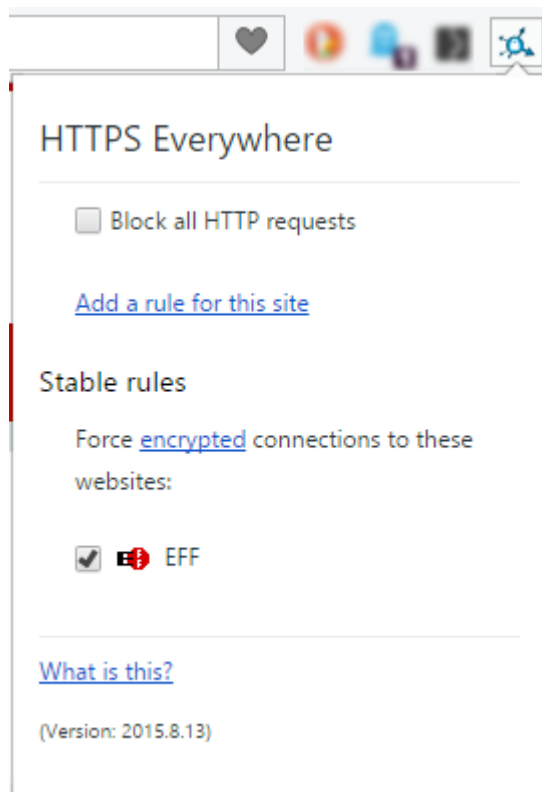 HTTPS Everywhere
Block all HTTP requests
Add a rule for this site
Stable rules
Force encrypted connections to these
websites:
EFF
What is this?
(Version: 2015.8.13)